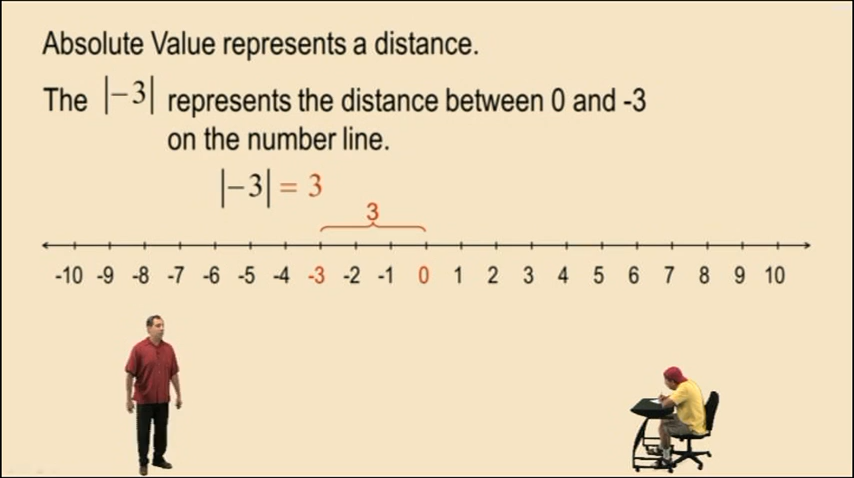 Absolute Value represents a distance.
The |−3| represents the distance between 0 and -3
on the number line.
|−3| = 3
3
-10 -9 -8 -7 -6 -5 -4 -3 -2 -1 0 1 2 3 4 5 6 7 8 9 10